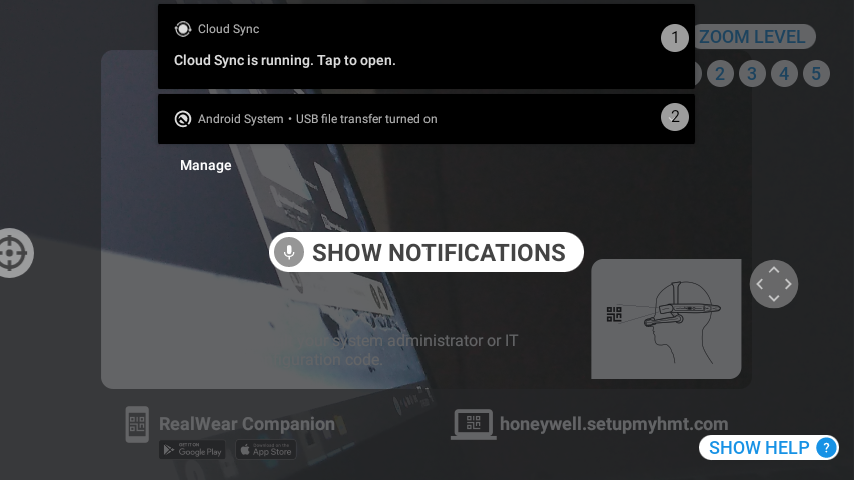 Cloud Sync
1
Cloud Sync is running. Tap to open.
ZOOM LEVEL
2
3
4
5
Android System • USB file transfer turned on
2
Manage
SHOW NOTIFICATIONS
system administrator or IT
code.
RealWear Companion
GET IT ON
Google Play
Download on the
App Store
honeywell.setupmyhmt.com
SHOW HELP ?